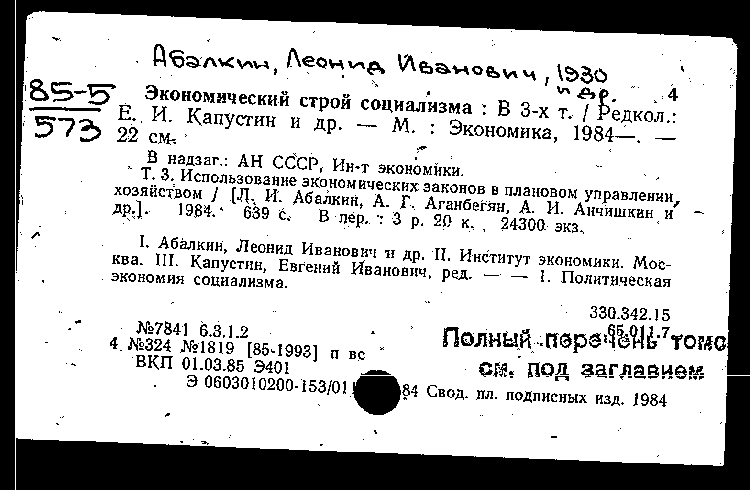 Абалкин, Леонид Иванович, 1930
и др.
85-5
573
4
Экономический строй социализма : В 3-х т. / Редкол.:
Е. И. Капустин и др. — М. : Экономика, 1984—. —
22 см.
В надзаг.: АН СССР, Ин-т экономики.
Т. 3. Использование экономических законов в плановом управлении
хозяйством / [Л. И. Абалкин, А. Г. Аганбегян, А. И. Анчишкин и
др.]. 1984. 639 с. В пер. : 3 р. 20 к. , 24300 экз.
I. Абалкин, Леонид Иванович и др. II. Институт экономики. Мос-
ква. III. Капустин, Евгений Иванович, ред. — — 1. Политическая
экономия социализма.
330.342.15
65.011.7
№7841 6.3.1.2
4 №324 №1819 [85-1993] п вс
ВКП 01.03.85 Э401
Э 0603010200-153/01 84 Свод. пл. подписных изд. 1984
Полный перечень томо
см. под заглавием